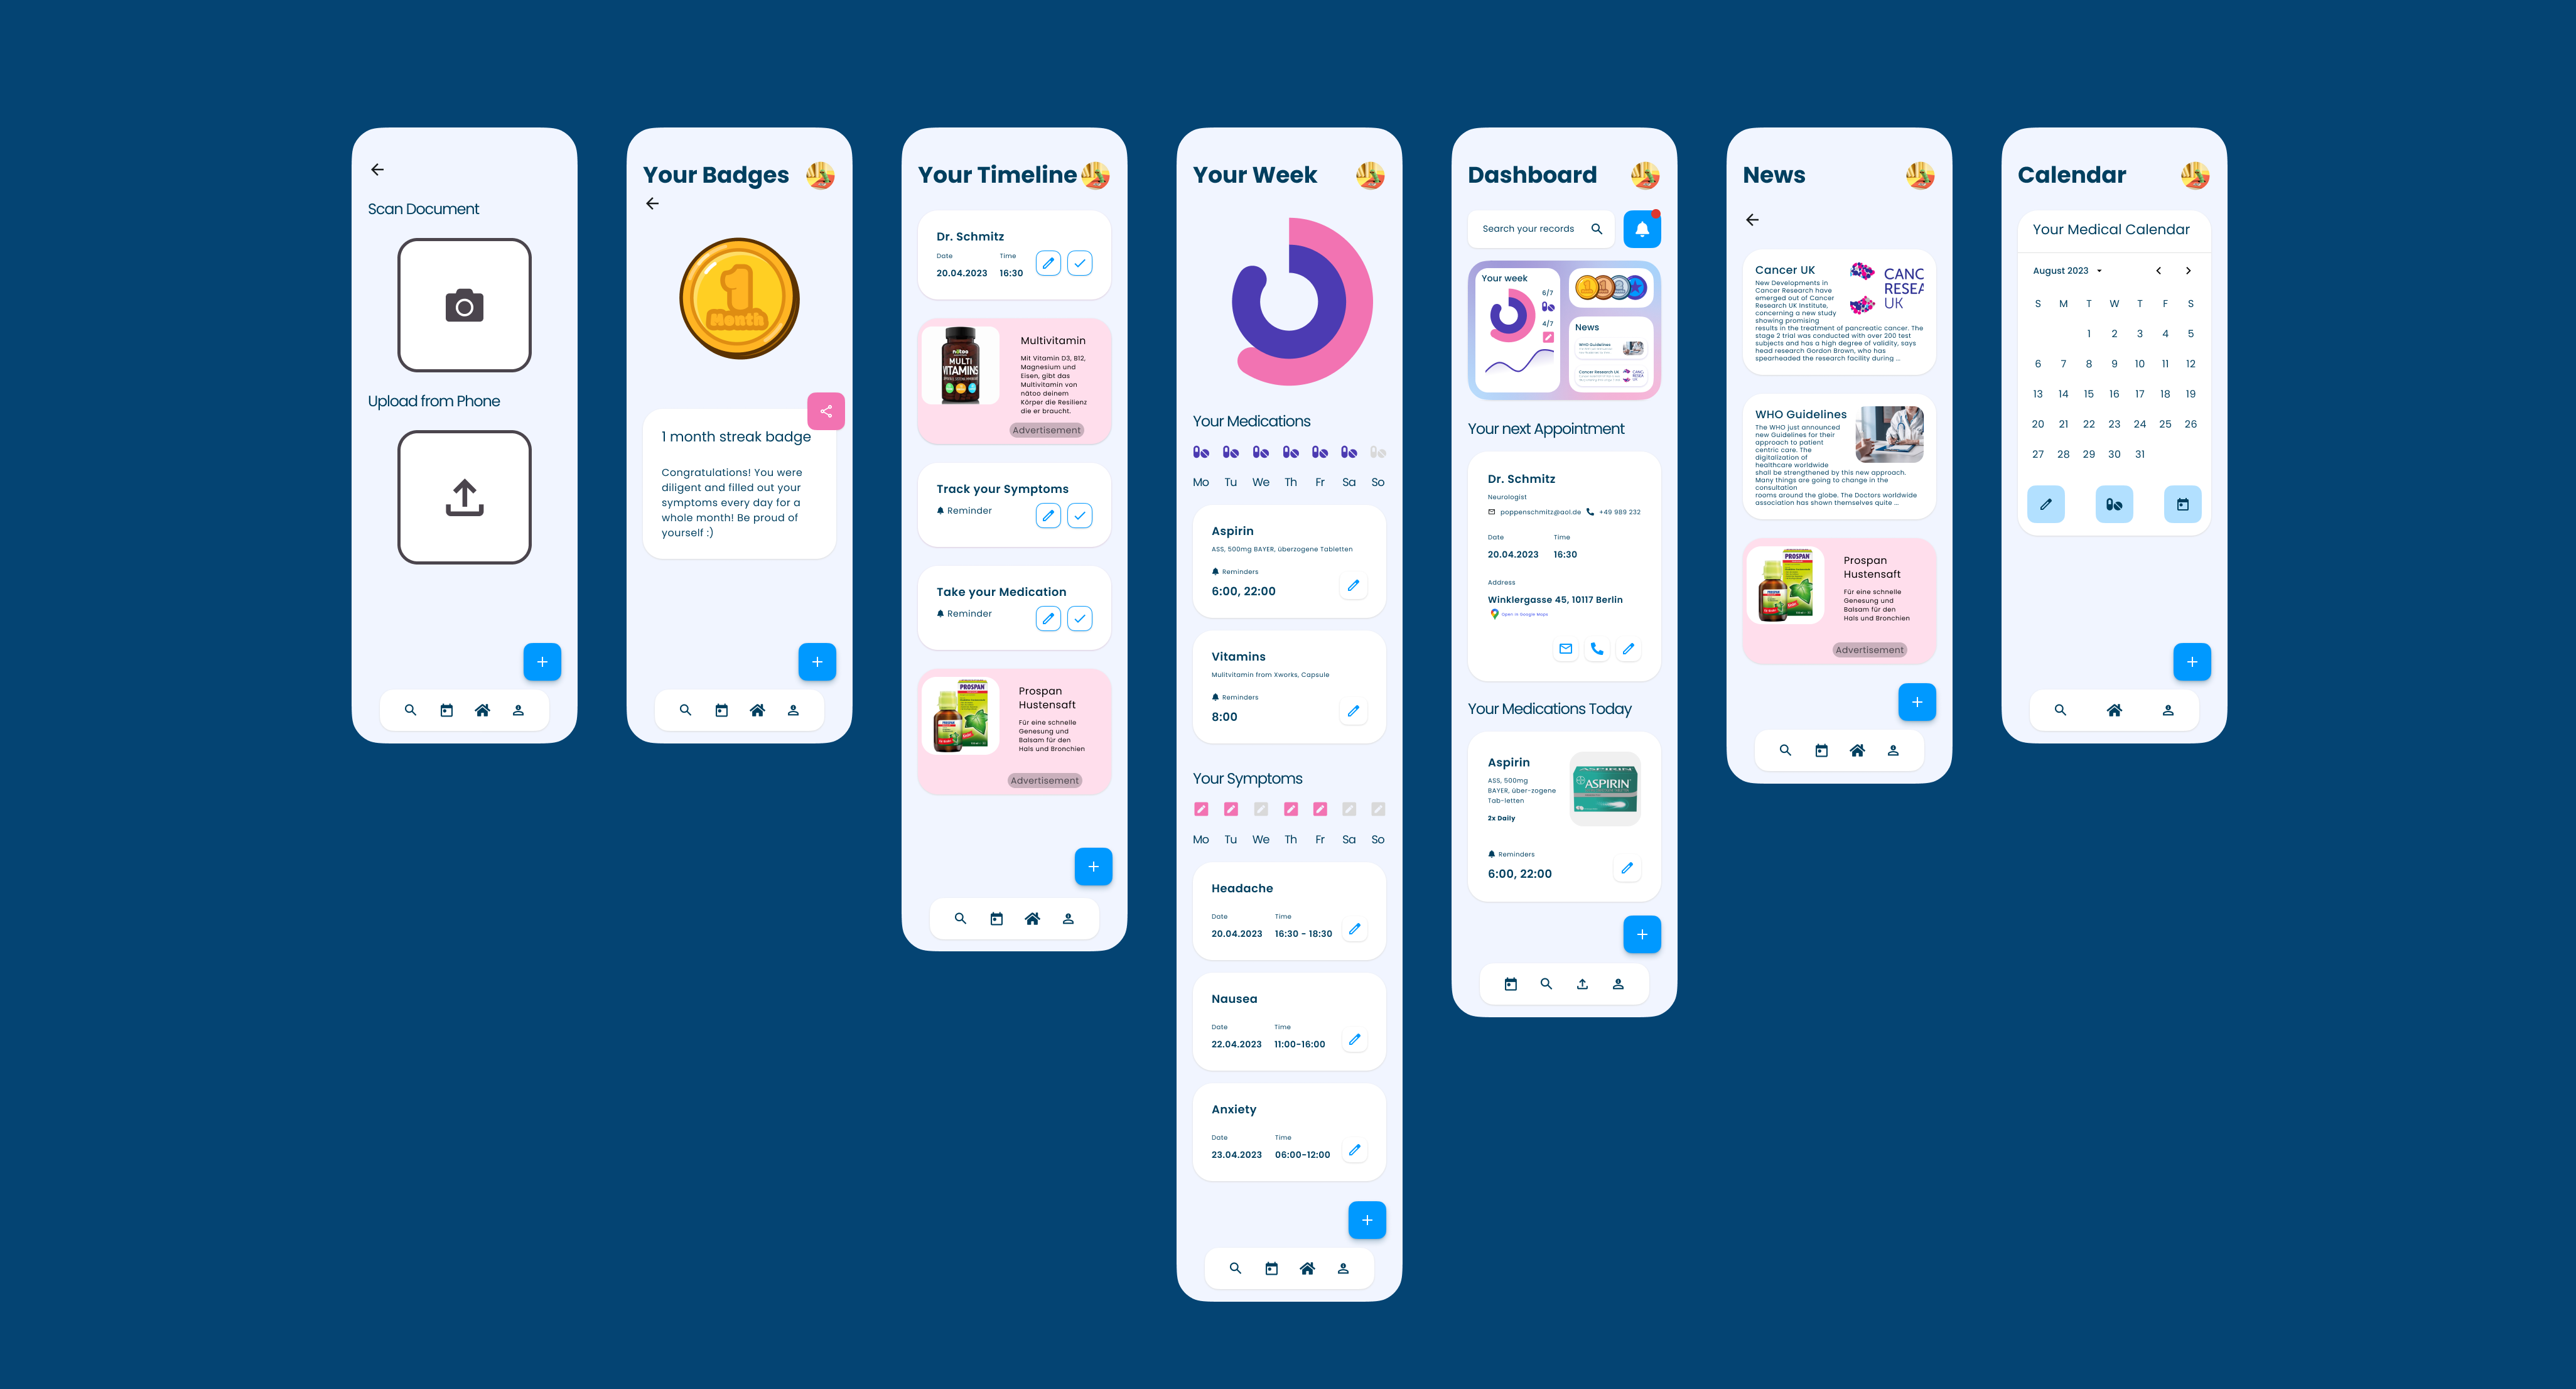 Scan Document
Upload from Phone
Your Badges
1
Month
1 month streak badge
Congratulations! You were
diligent and filled out your
symptoms every day for a
whole month! Be proud of
yourself :)
Your Timeline
Dr. Schmitz
Date Time
20.04.2023 16:30
nätoo
MULTI
VITAMINS
Multivitamin
Mit Vitamin D3, B12,
Magnesium und
Eisen, gibt das
Multivitamin von
nätoo deinem
Körper die Resilienz
die er braucht.
Advertisement
Track your Symptoms
Reminder
Take your Medication
Reminder
PROSPAN
Prospan
Hustensaft
Für eine schnelle
Genesung und
Balsam für den
Hals und Bronchien
Advertisement
Your Week
Your Medications
Mo Tu We Th Fr Sa So
Aspirin
ASS, 500mg BAYER, überzogene Tabletten
Reminders
6:00, 22:00
Vitamins
Mulitvitamin from Xworks, Capsule
Reminders
8:00
Your Symptoms
Mo Tu We Th Fr Sa So
Headache
Date Time
20.04.2023 16:30 - 18:30
Nausea
Date Time
22.04.2023 11:00-16:00
Anxiety
Date Time
23.04.2023 06:00-12:00
Dashboard
Search your records
Your week
6/7
4/7
News
WHO Guidelines
Cancer Research UK
Your next Appointment
Dr. Schmitz
Neurologist
poppenschmitz@aol.de +49 989 232
Date Time
20.04.2023 16:30
Address
Winklergasse 45, 10117 Berlin
Open in Google Maps
Your Medications Today
Aspirin
ASS, 500mg
BAYER, über-zogene
Tab-letten
2x Daily
ASPIRIN
Reminders
6:00, 22:00
News
Cancer UK
New Developments in
Cancer Research have
emerged out of Cancer
Research UK Institute,
concerning a new study
showing promising
results in the treatment of pancreatic cancer. The
stage 2 trial was conducted with over 200 test
subjects and has a high degree of validity, says
head research Gordon Brown, who has
spearheaded the research facility during ...
CANC
RESEA
UK
WHO Guidelines
The WHO just announced
new Guidelines for their
approach to patient
centric care. The
digitalization of
healthcare worldwide
shall be strengthened by this new approach.
Many things are going to change in the
consultation
rooms around the globe. The Doctors worldwide
association has shown themselves quite ...
PROSPAN
Prospan
Hustensaft
Für eine schnelle
Genesung und
Balsam für den
Hals und Bronchien
Advertisement
Calendar
Your Medical Calendar
August 2023
S M T W T F S
1 2 3 4 5
6 7 8 9 10 11 12
13 14 15 16 17 18 19
20 21 22 23 24 25 26
27 28 29 30 31